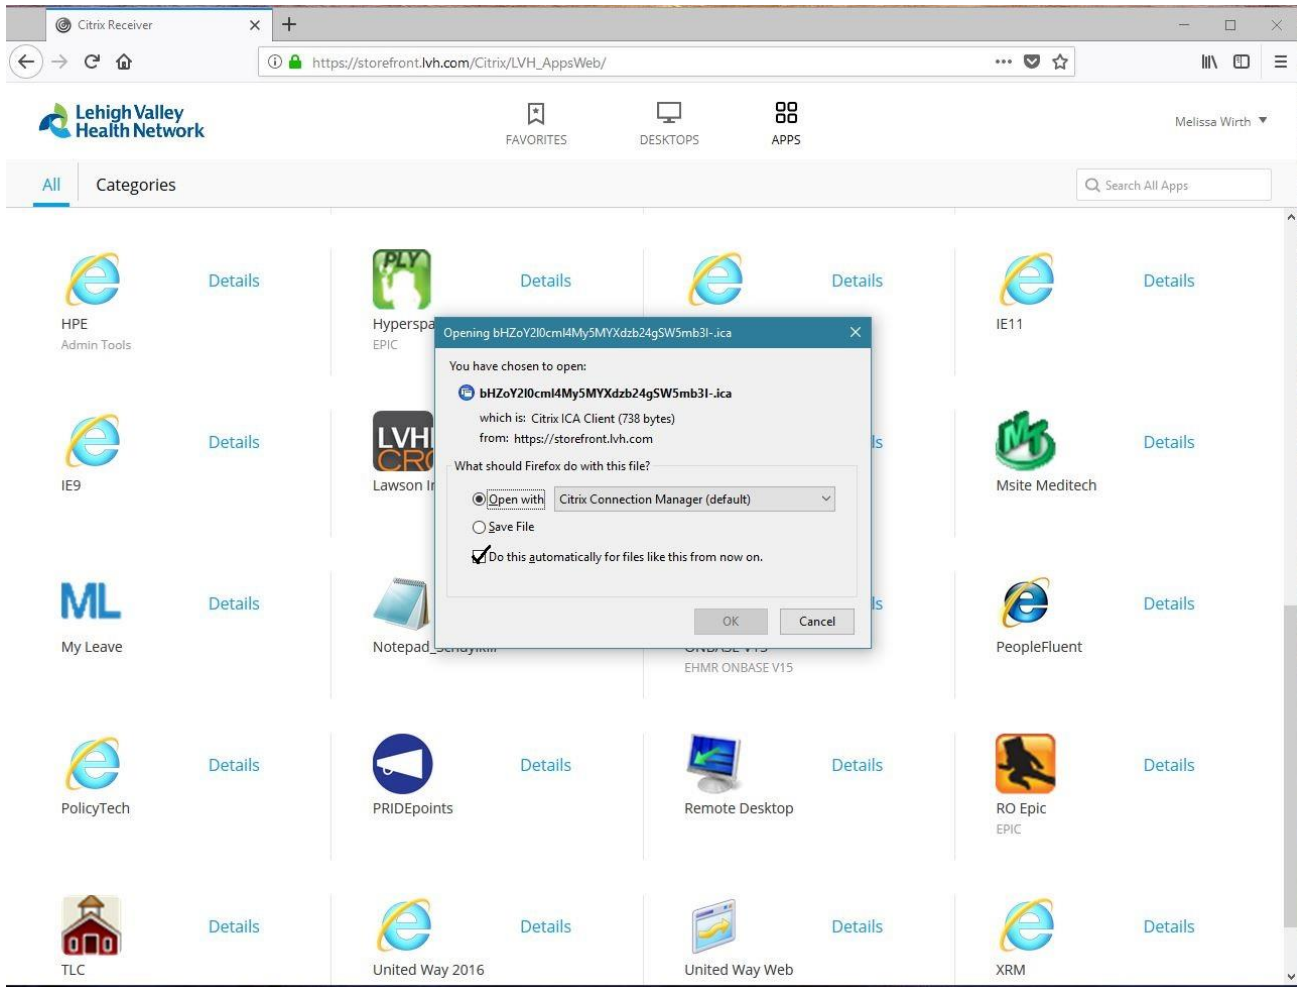 Citrix Receiver
https://storefront.lvh.com/Citrix/LVH_AppsWeb/
Lehigh Valley
Health Network
FAVORITES
DESKTOPS
APPS
Melissa Wirth
All
Categories
Search All Apps
Details
PLY
Details
Details
Details
HPE
Admin Tools
EPIC
IE11
Opening bHZoY2l0cml4My5MYXdzb24gSW5mb3I-.ica
You have chosen to open:
bHZoY2l0cml4My5MYXdzb24gSW5mb3I-.ica
which is: Citrix ICA Client (738 bytes)
from: https://storefront.lvh.com
What should Firefox do with this file?
Open with
Citrix Connection Manager (default)
Save File
Do this automatically for files like this from now on.
OK
Cancel
Details
Details
IE9
Lawson
Msite Meditech
ML
Details
Details
My Leave
PeopleFluent
EHMR ONBASE V15
Details
Details
Details
Details
PolicyTech
PRIDEpoints
Remote Desktop
RO Epic
EPIC
Details
Details
Details
Details
TLC
United Way 2016
United Way Web
XRM